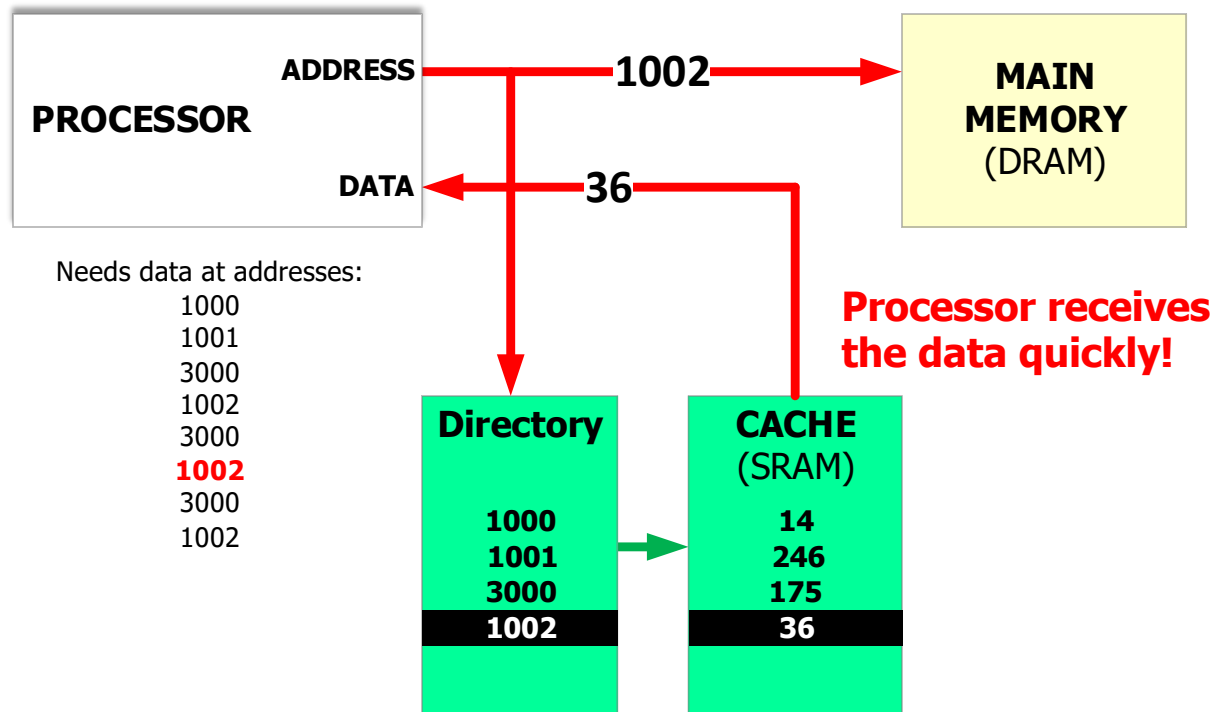 PROCESSOR
ADDRESS
DATA
1002
36
MAIN
MEMORY
(DRAM)
Needs data at addresses:
1000
1001
3000
1002
3000
1002
3000
1002
Processor receives
the data quickly!
Directory
1000
1001
3000
1002
CACHE
(SRAM)
14
246
175
36